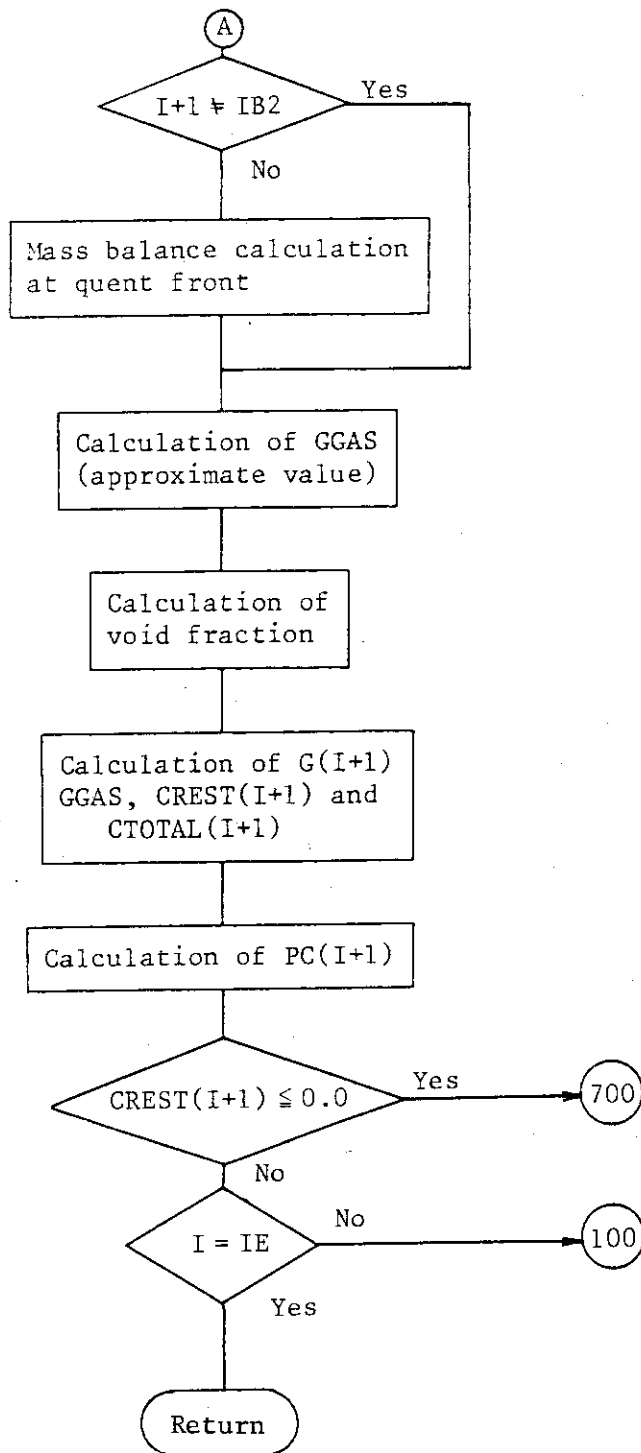 A
I+1 ≠ IB2
Yes
No
Mass balance calculation
at quent front
Calculation of GGAS
(approximate value)
Calculation of
void fraction
Calculation of G(I+1)
GGAS, CREST(I+1) and
CTOTAL(I+1)
Calculation of PC(I+1)
CREST(I+1) ≦ 0.0
Yes
700
No
I = IE
No
100
Yes
Return